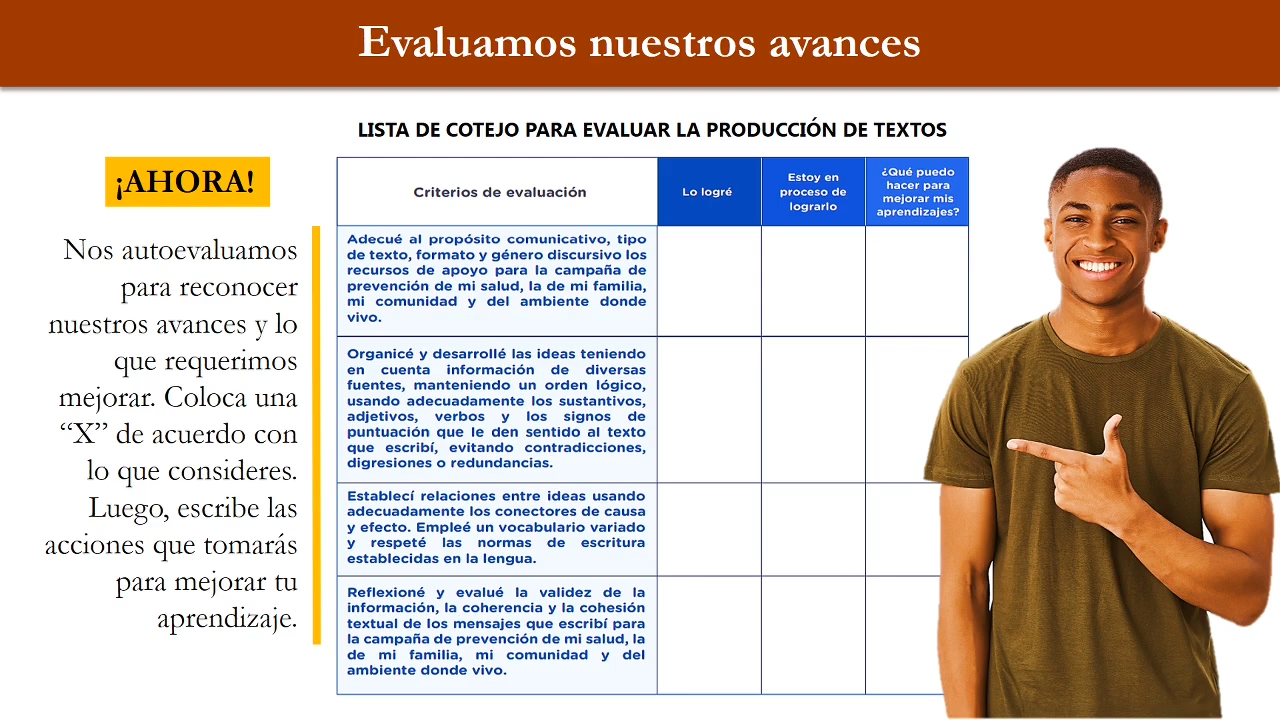 Evaluamos nuestros avances
LISTA DE COTEJO PARA EVALUAR LA PRODUCCIÓN DE TEXTOS
¡AHORA!
Nos autoevaluamos
para reconocer
nuestros avances y lo
que requerimos
mejorar. Coloca una
“X” de acuerdo con
lo que consideres.
Luego, escribe las
acciones que tomarás
para mejorar tu
aprendizaje.
Criterios de evaluación
Lo logré
Estoy en
proceso de
lograrlo
¿Qué puedo
hacer para
mejorar mis
aprendizajes?
Adecué al propósito comunicativo, tipo
de texto, formato y género discursivo los
recursos de apoyo para la campaña de
prevención de mi salud, la de mi familia,
mi comunidad y del ambiente donde
vivo.
Organicé y desarrollé las ideas teniendo
en cuenta información de diversas
fuentes, manteniendo un orden lógico,
usando adecuadamente los sustantivos,
adjetivos, verbos y los signos de
puntuación que le den sentido al texto
que escribí, evitando contradicciones,
digresiones o redundancias.
Establecí relaciones entre ideas usando
adecuadamente los conectores de causa
y efecto. Empleé un vocabulario variado
y respeté las normas de escritura
establecidas en la lengua.
Reflexioné y evalué la validez de la
información, la coherencia y la cohesión
textual de los mensajes que escribí para
la campaña de prevención de mi salud, la
de mi familia, mi comunidad y del
ambiente donde vivo.